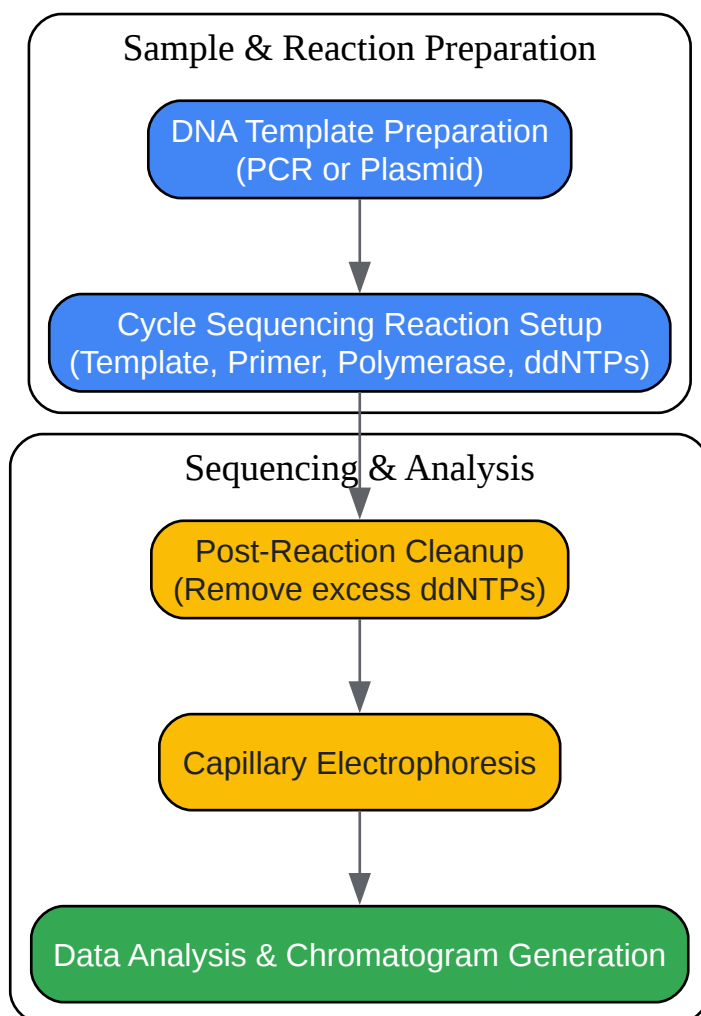 Sample & Reaction Preparation
DNA Template Preparation
(PCR or Plasmid)
Cycle Sequencing Reaction Setup
(Template, Primer, Polymerase, ddNTPs)
Sequencing & Analysis
Post-Reaction Cleanup
(Remove excess ddNTPs)
Capillary Electrophoresis
Data Analysis & Chromatogram Generation